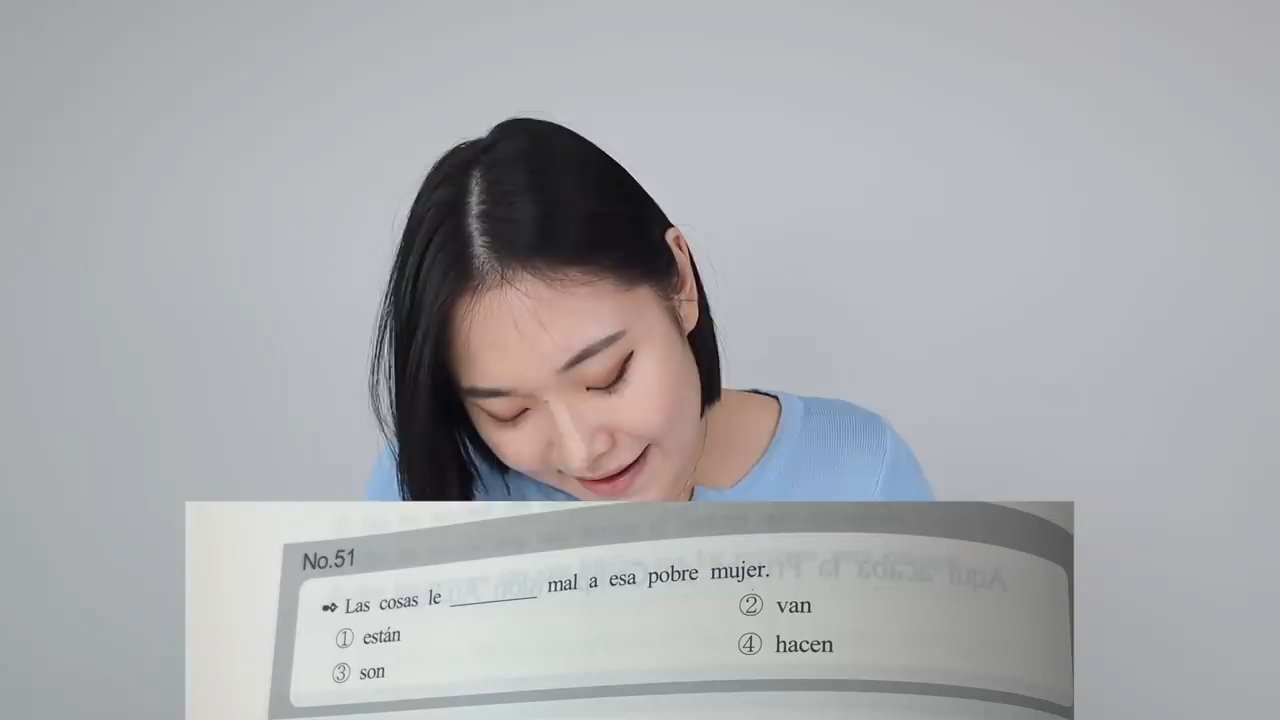 No.51
Las cosas le ________ mal a esa pobre mujer.
① están
② van
③ son
④ hacen